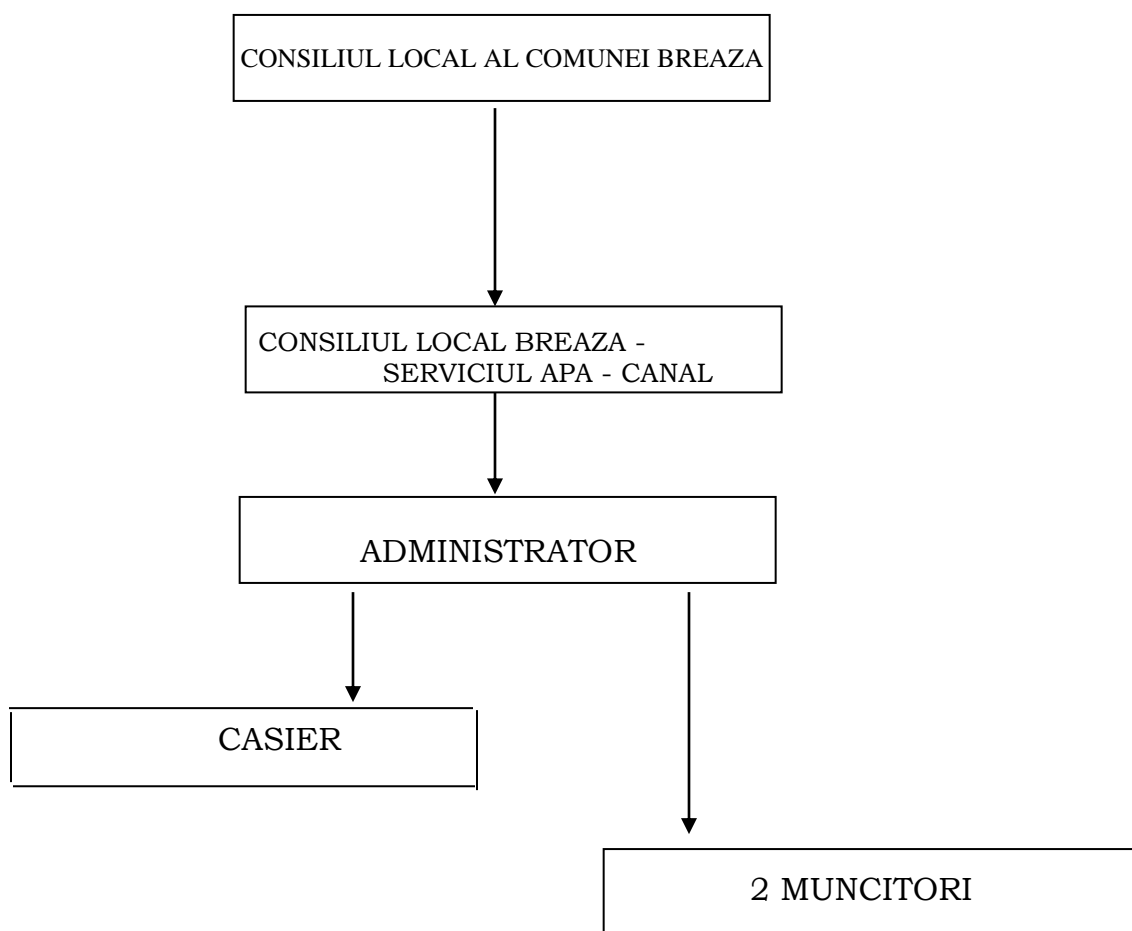 CONSILIUL LOCAL AL COMUNEI BREAZA
CONSILIUL LOCAL BREAZA -
SERVICIUL APA - CANAL
ADMINISTRATOR
CASIER
2 MUNCITORI